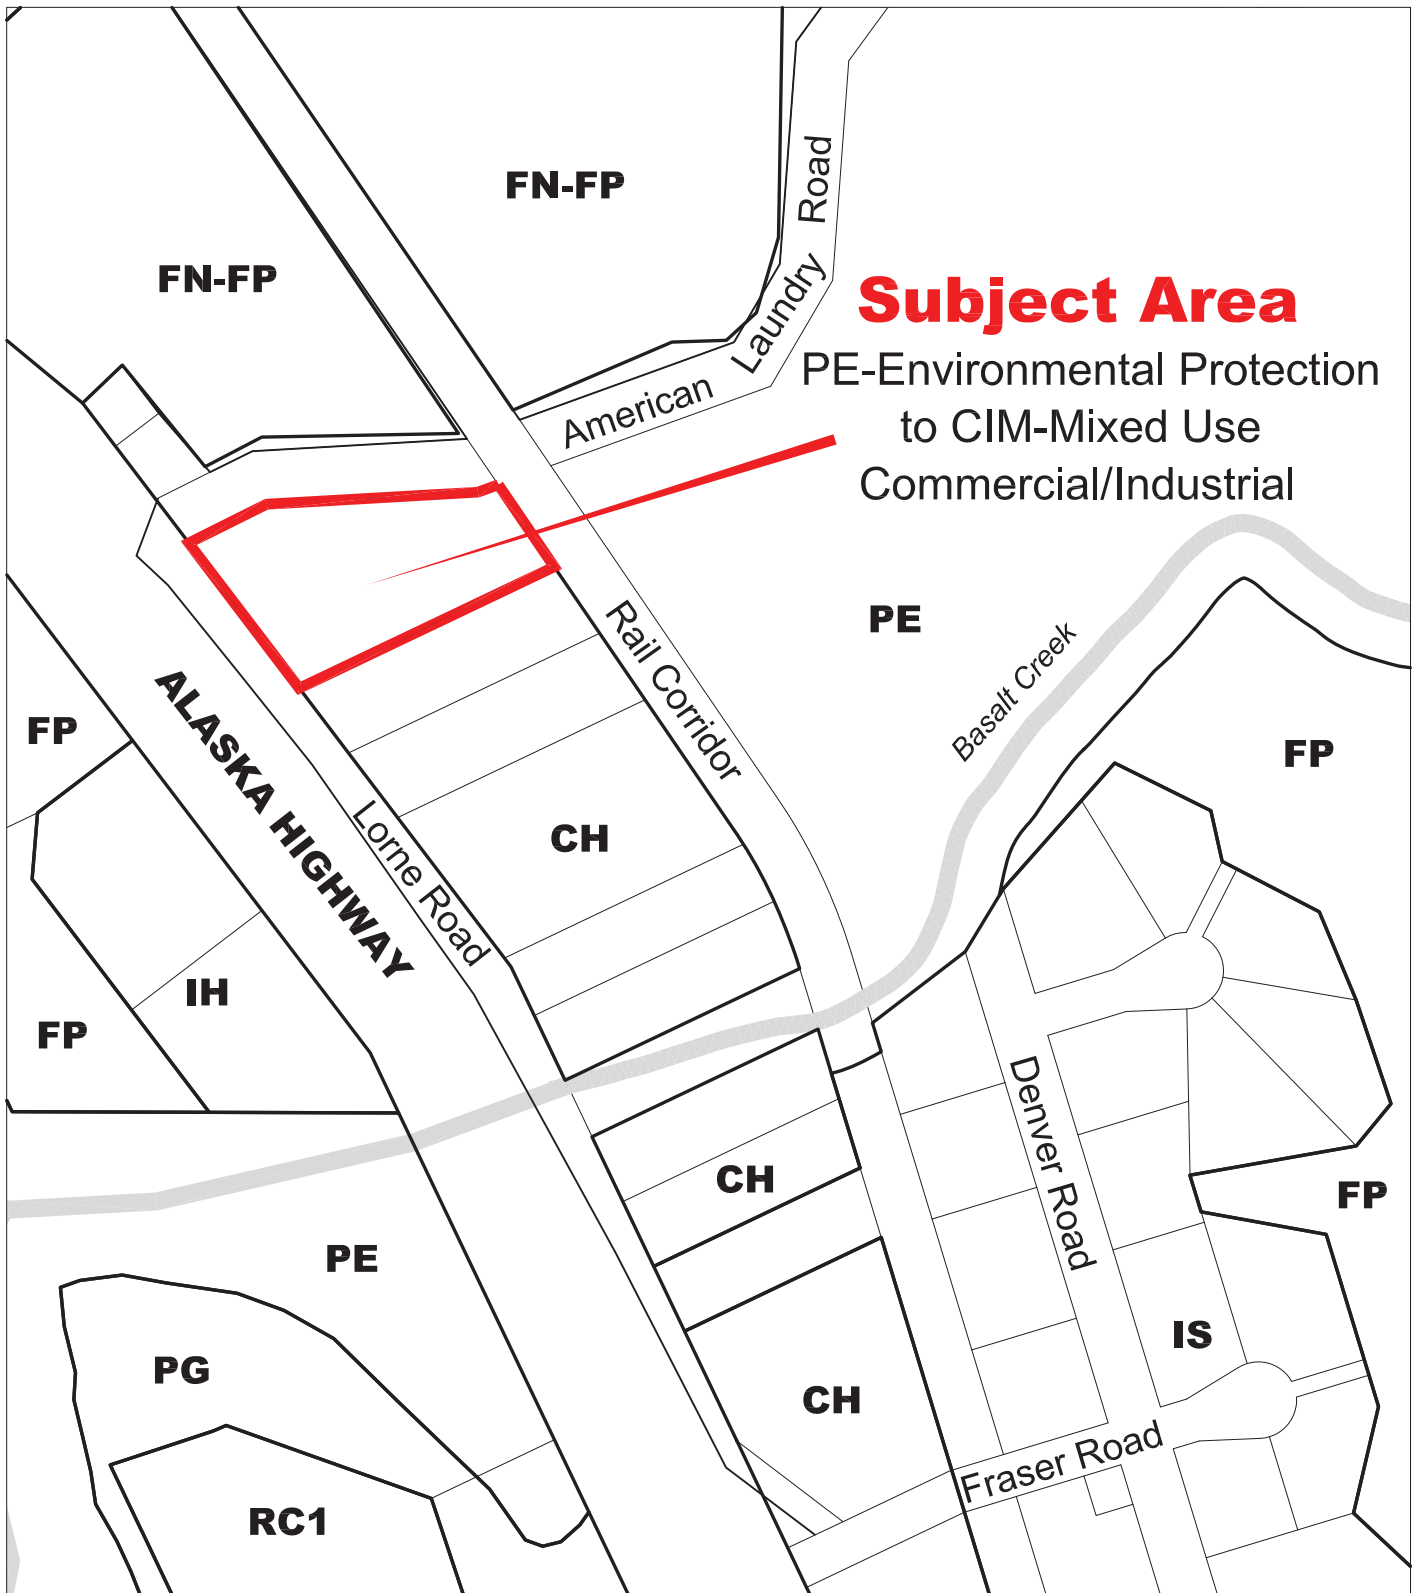 FN-FP
FN-FP
American Laundry Road
Subject Area
PE-Environmental Protection
to CIM-Mixed Use
Commercial/Industrial
PE
Basalt Creek
Rail Corridor
FP
FP
ALASKA HIGHWAY
Lorne Road
CH
IH
FP
Denver Road
CH
FP
PE
IS
PG
CH
Fraser Road
RC1